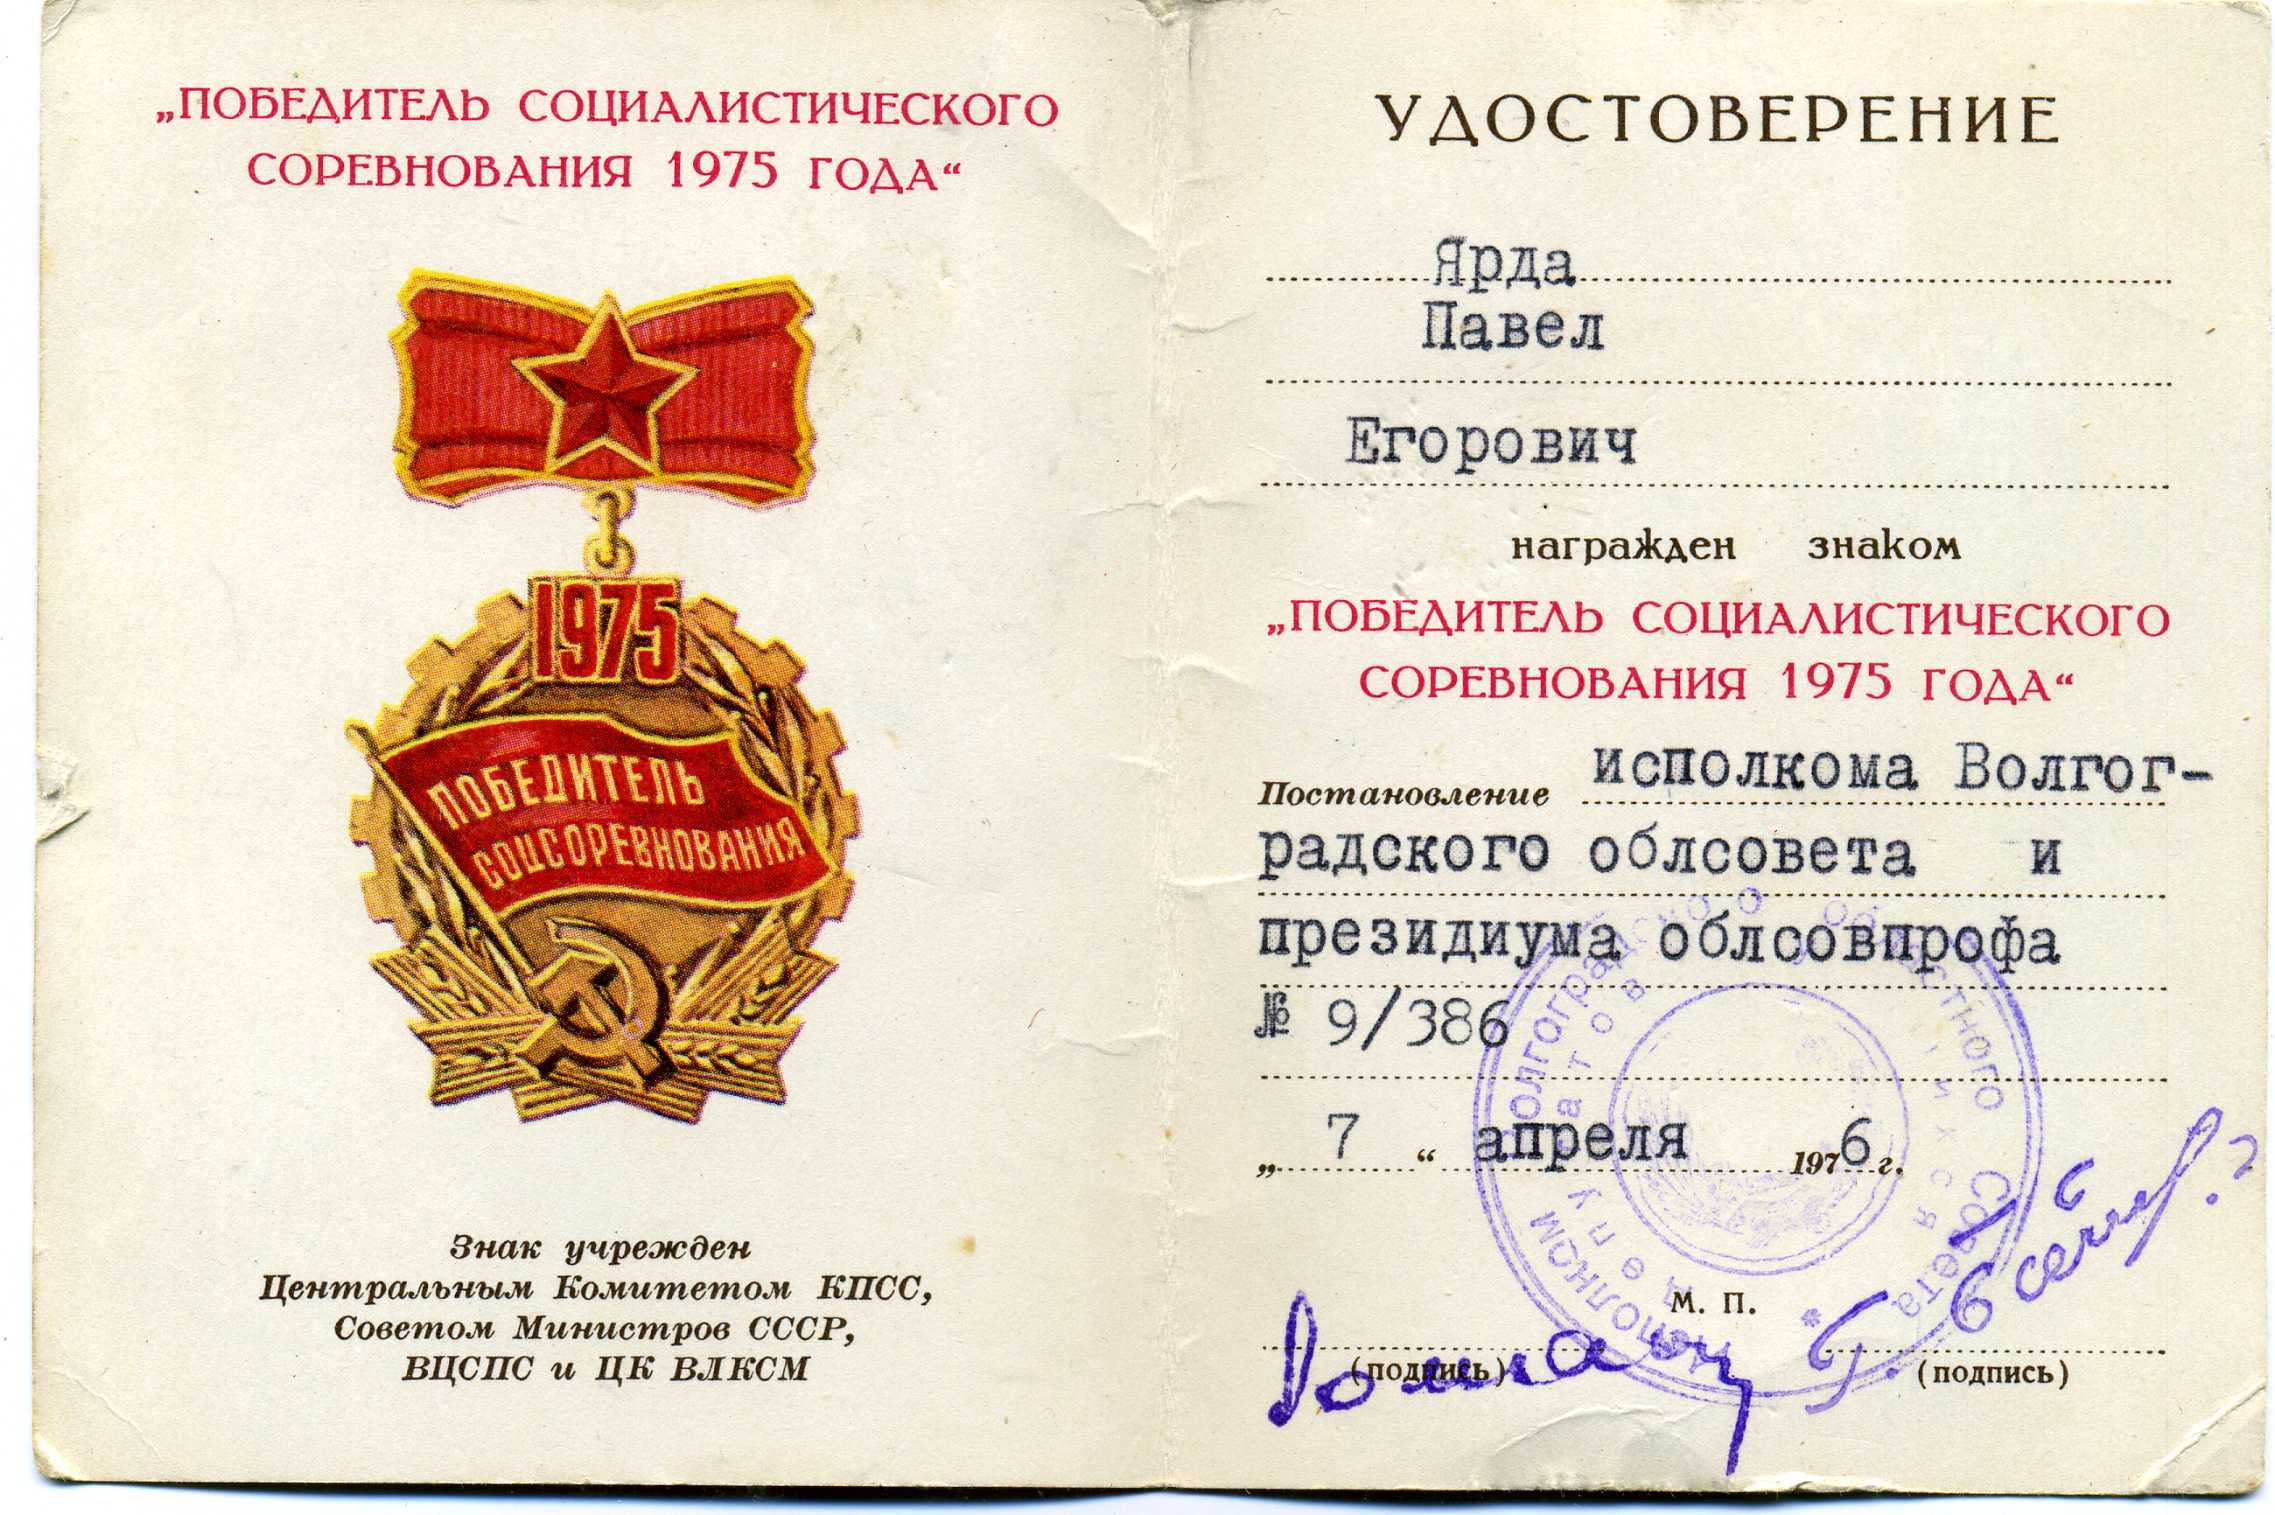 „ПОБЕДИТЕЛЬ СОЦИАЛИСТИЧЕСКОГО
СОРЕВНОВАНИЯ 1975 ГОДА“
1975
ПОБЕДИТЕЛЬ
СОЦСОРЕВНОВАНИЯ
Знак учрежден
Центральным Комитетом КПСС,
Советом Министров СССР,
ВЦСПС и ЦК ВЛКСМ
УДОСТОВЕРЕНИЕ
Ярда
Павел
Егорович
награжден знаком
„ПОБЕДИТЕЛЬ СОЦИАЛИСТИЧЕСКОГО
СОРЕВНОВАНИЯ 1975 ГОДА“
Постановление исполкома Волгог-
радского облсовета и
президиума облсовпрофа
№ 9/386
„ 7 “ апреля 1976 г.
М. П.
(подпись) (подпись)